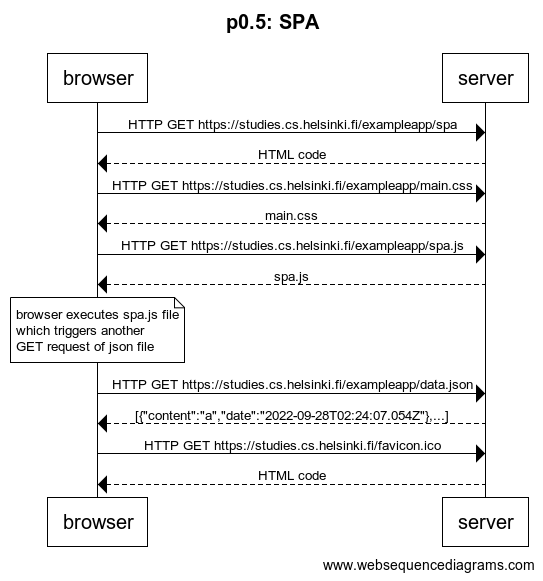 p0.5: SPA
browser
server
HTTP GET https://studies.cs.helsinki.fi/exampleapp/spa
HTML code
HTTP GET https://studies.cs.helsinki.fi/exampleapp/main.css
main.css
HTTP GET https://studies.cs.helsinki.fi/exampleapp/spa.js
spa.js
browser executes spa.js file
which triggers another
GET request of json file
HTTP GET https://studies.cs.helsinki.fi/exampleapp/data.json
[{"content":"a","date":"2022-09-28T02:24:07.054Z"},...]
HTTP GET https://studies.cs.helsinki.fi/favicon.ico
HTML code
browser
server
www.websequencediagrams.com